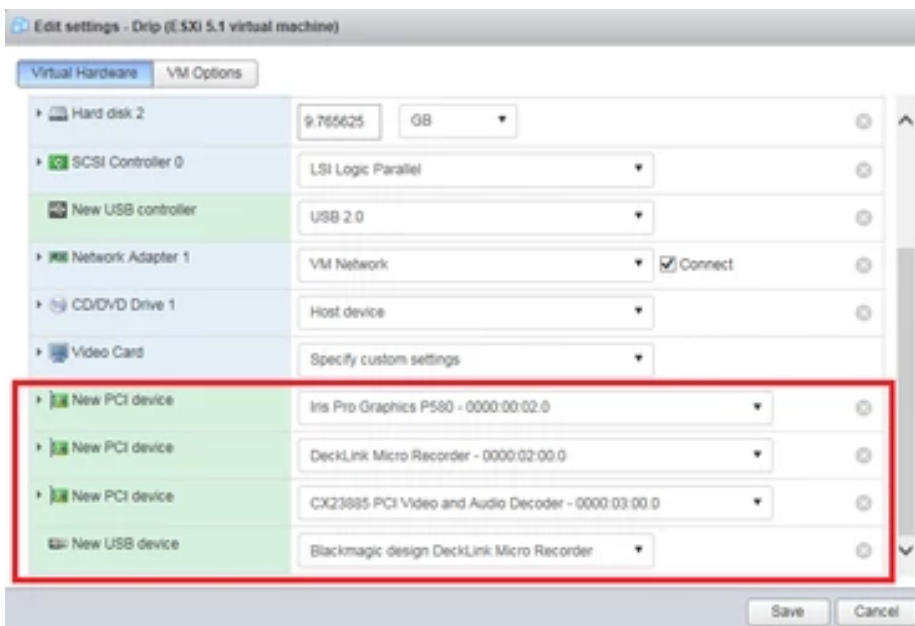 Edit settings - Drip (ESXi 5.1 virtual machine)
Virtual Hardware VM Options
Hard disk 2 9.765625 GB
SCSI Controller 0 LSI Logic Parallel
New USB controller USB 2.0
Network Adapter 1 VM Network Connect
CD/DVD Drive 1 Host device
Video Card Specify custom settings
New PCI device Iris Pro Graphics P580 - 0000:00:02.0
New PCI device DeckLink Micro Recorder - 0000:02:00.0
New PCI device CX23885 PCI Video and Audio Decoder - 0000:03:00.0
New USB device Blackmagic design DeckLink Micro Recorder
Save Cancel